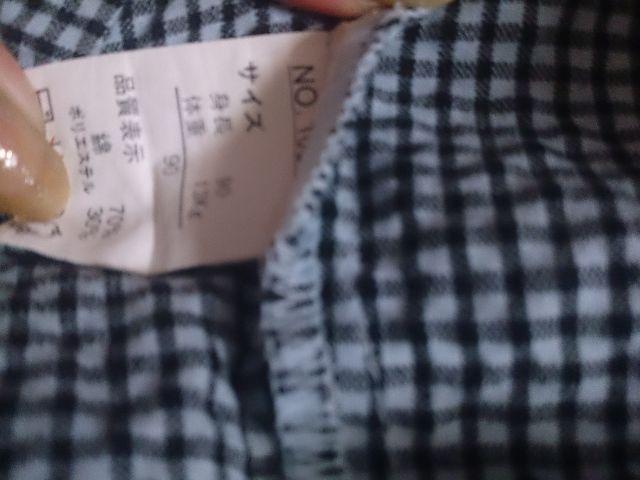 NO.
サイズ
身長 90
体重 13Kg
90
品質表示
綿 70%
ポリエステル 30%